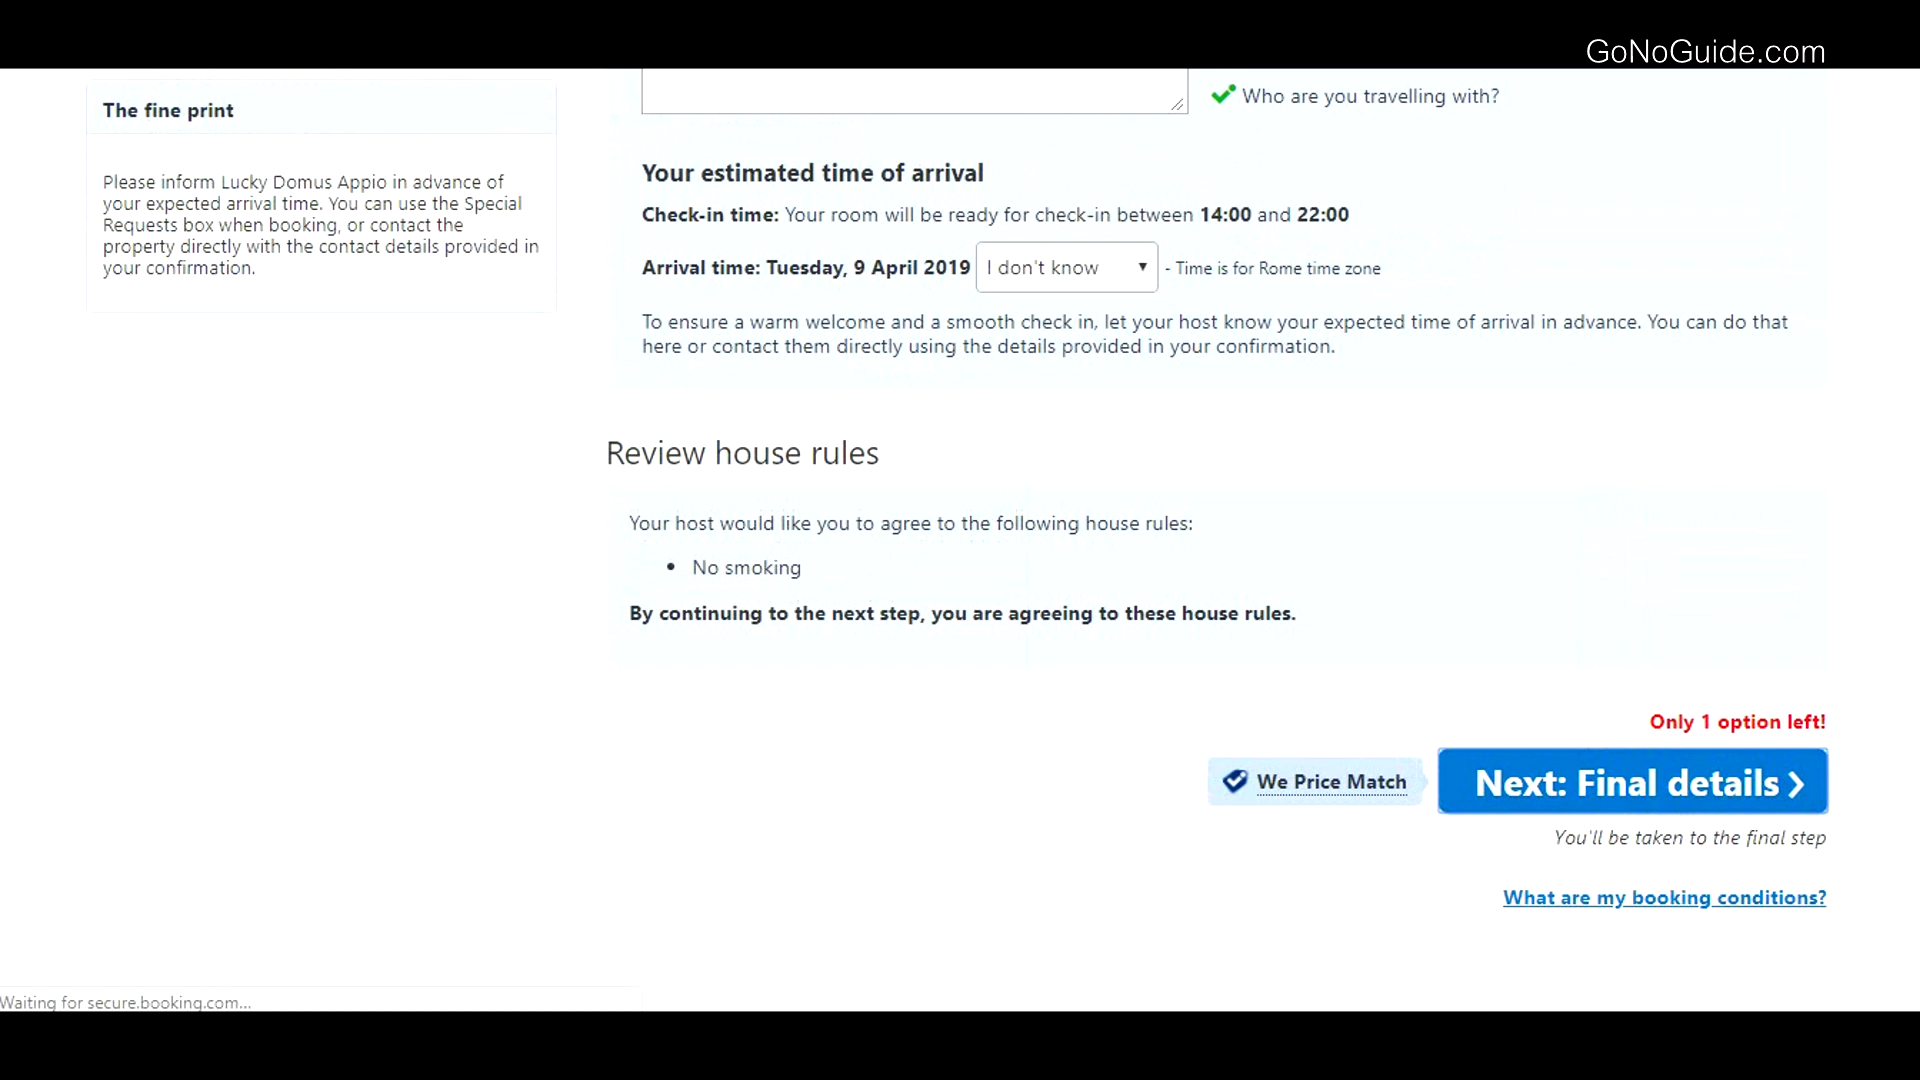 GoNoGuide.com
The fine print
Please inform Lucky Domus Appio in advance of
your expected arrival time. You can use the Special
Requests box when booking, or contact the
property directly with the contact details provided in
your confirmation.
Who are you travelling with?
Your estimated time of arrival
Check-in time: Your room will be ready for check-in between 14:00 and 22:00
Arrival time: Tuesday, 9 April 2019 I don't know - Time is for Rome time zone
To ensure a warm welcome and a smooth check in, let your host know your expected time of arrival in advance. You can do that
here or contact them directly using the details provided in your confirmation.
Review house rules
Your host would like you to agree to the following house rules:
• No smoking
By continuing to the next step, you are agreeing to these house rules.
Only 1 option left!
We Price Match
Next: Final details
You'll be taken to the final step
What are my booking conditions?
Waiting for secure.booking.com...